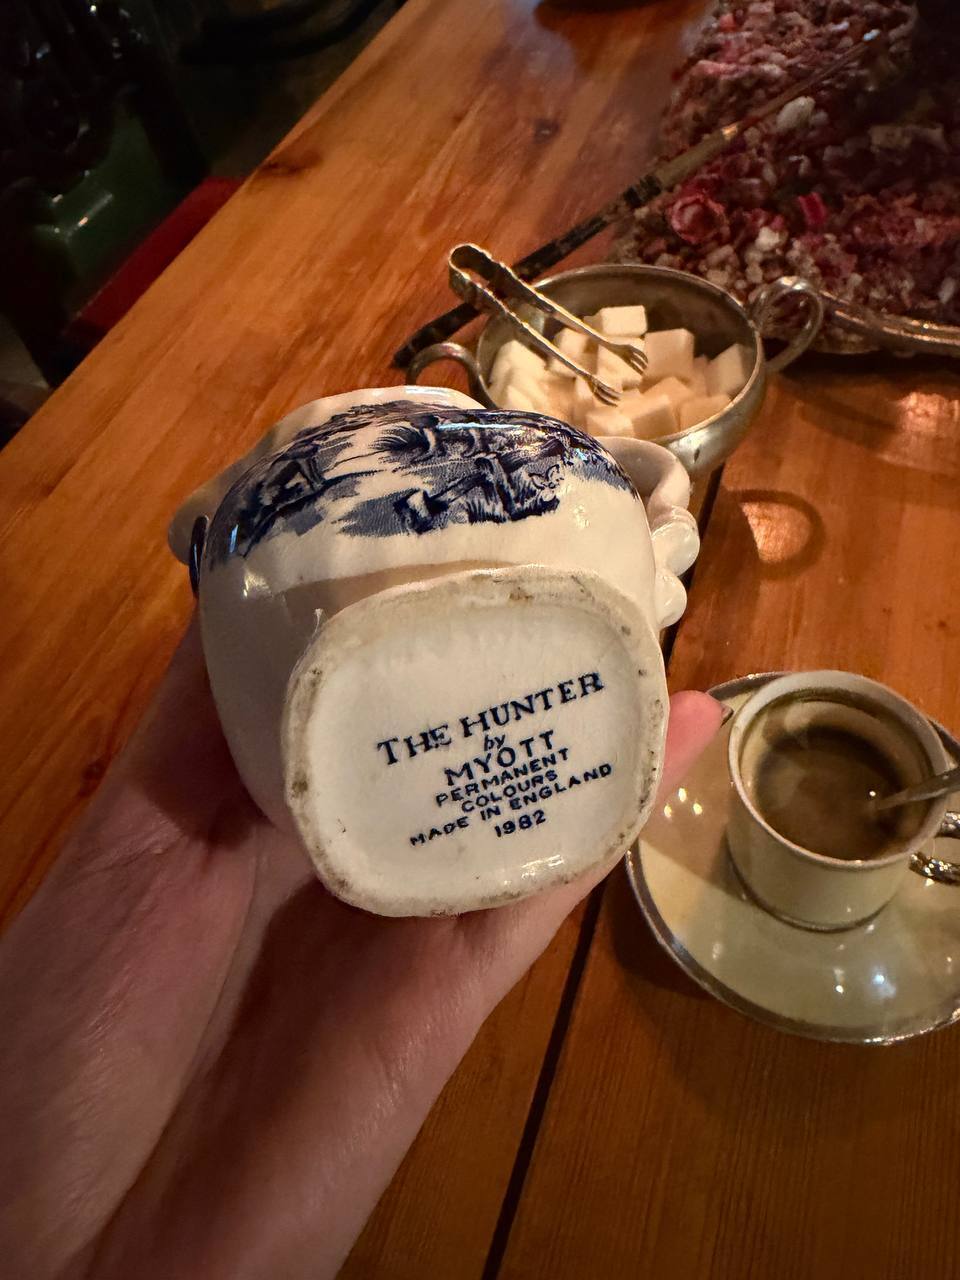 THE HUNTER
by
MYOTT
PERMANENT
COLOURS
MADE IN ENGLAND
1982